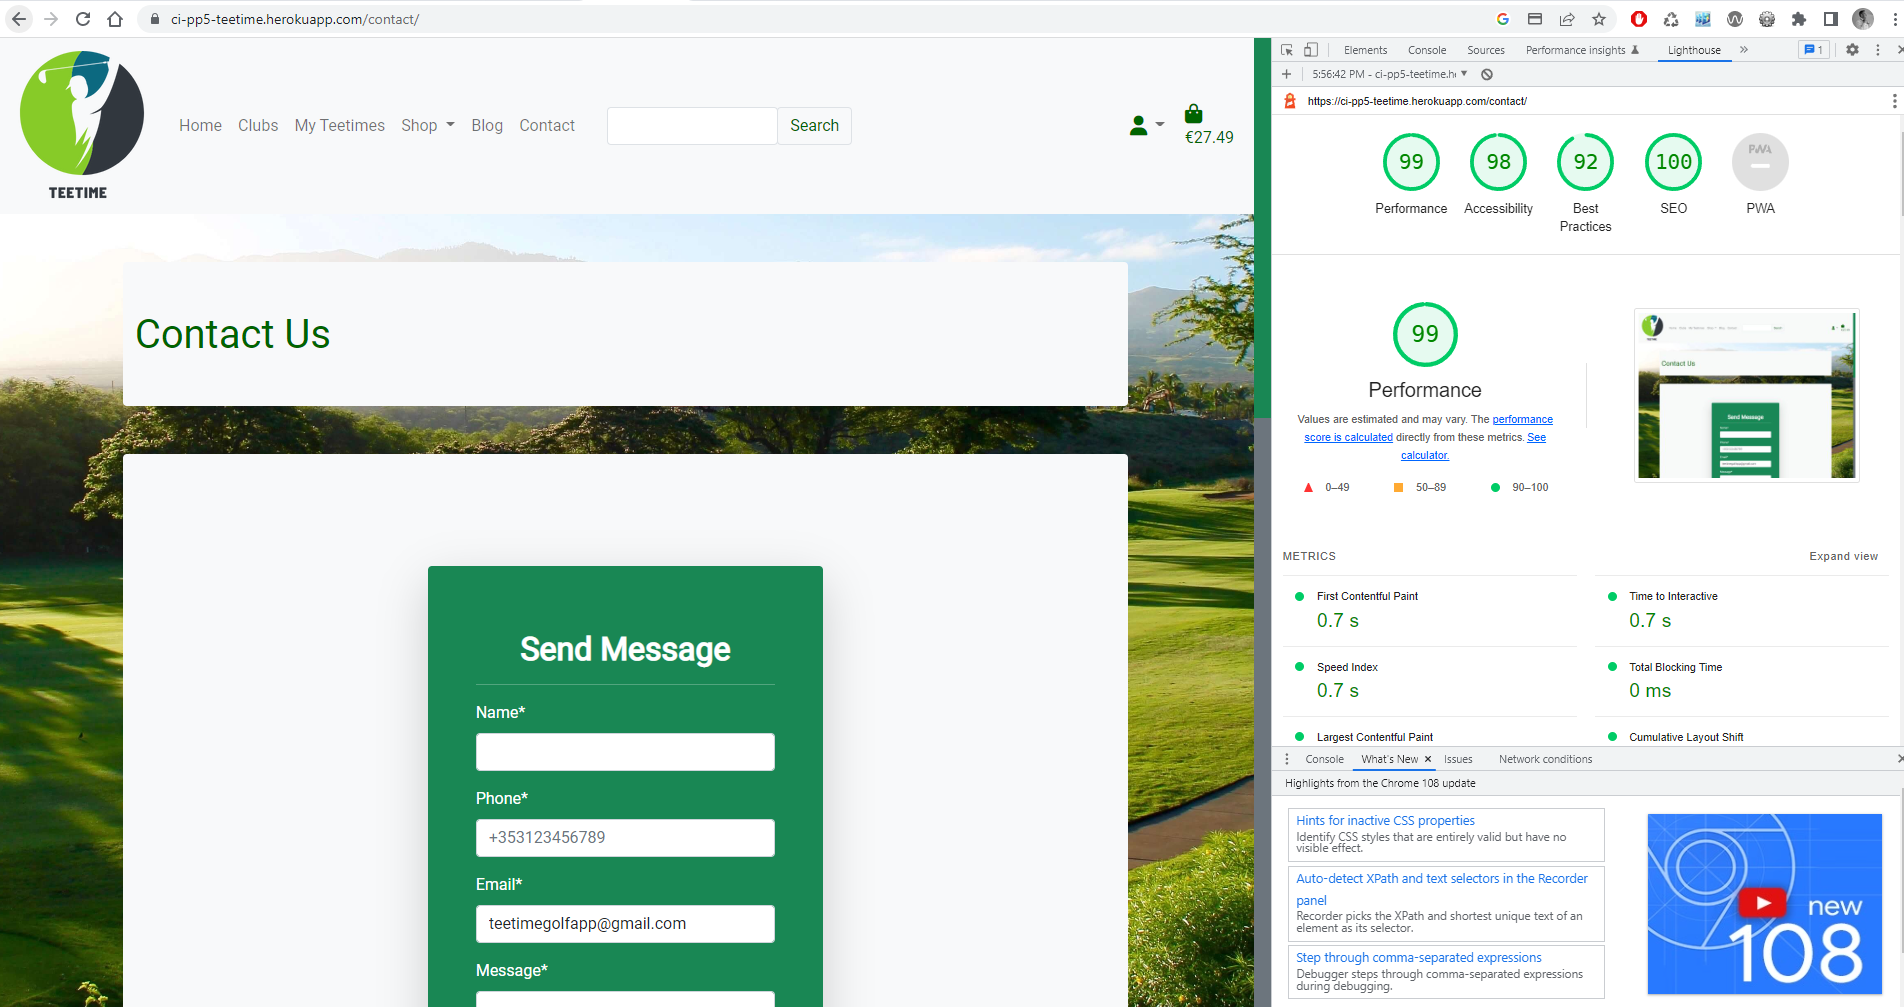 ci-pp5-teetime.herokuapp.com/contact/
TEETIME
Home Clubs My Teetimes Shop Blog Contact Search
€27.49
Contact Us
Send Message
Name*
Phone*
+353123456789
Email*
teetimegolfapp@gmail.com
Message*
Elements Console Sources Performance insights Lighthouse » 1
5:56:42 PM - ci-pp5-teetime.h
https://ci-pp5-teetime.herokuapp.com/contact/
99 98 92 100 PWA
Performance Accessibility Best Practices SEO PWA
99
Performance
Values are estimated and may vary. The performance
score is calculated directly from these metrics. See
calculator.
0–49 50–89 90–100
Contact Us
Send Message
METRICS Expand view
First Contentful Paint
0.7 s
Time to Interactive
0.7 s
Speed Index
0.7 s
Total Blocking Time
0 ms
Largest Contentful Paint
Cumulative Layout Shift
Console What's New × Issues Network conditions
Highlights from the Chrome 108 update
Hints for inactive CSS properties
Identify CSS styles that are entirely valid but have no
visible effect.
Auto-detect XPath and text selectors in the Recorder
panel
Recorder picks the XPath and shortest unique text of an
element as its selector.
Step through comma-separated expressions
Debugger steps through comma-separated expressions
during debugging.
new
108